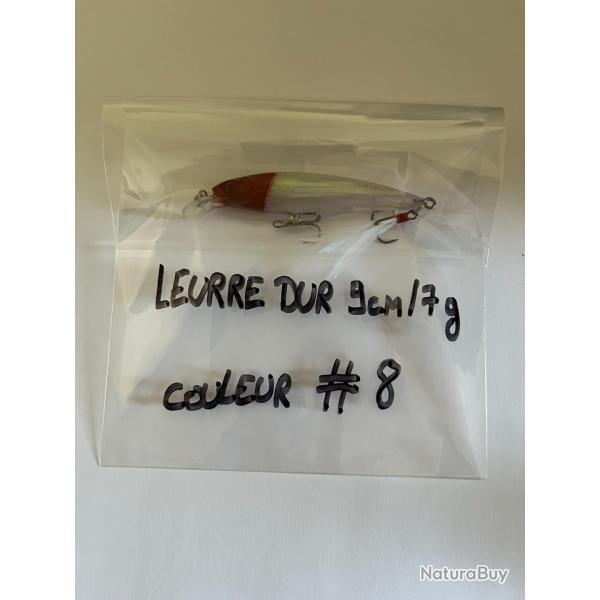 LEURRE DUR 9cm/7g
COULEUR # 8
NaturaBuy